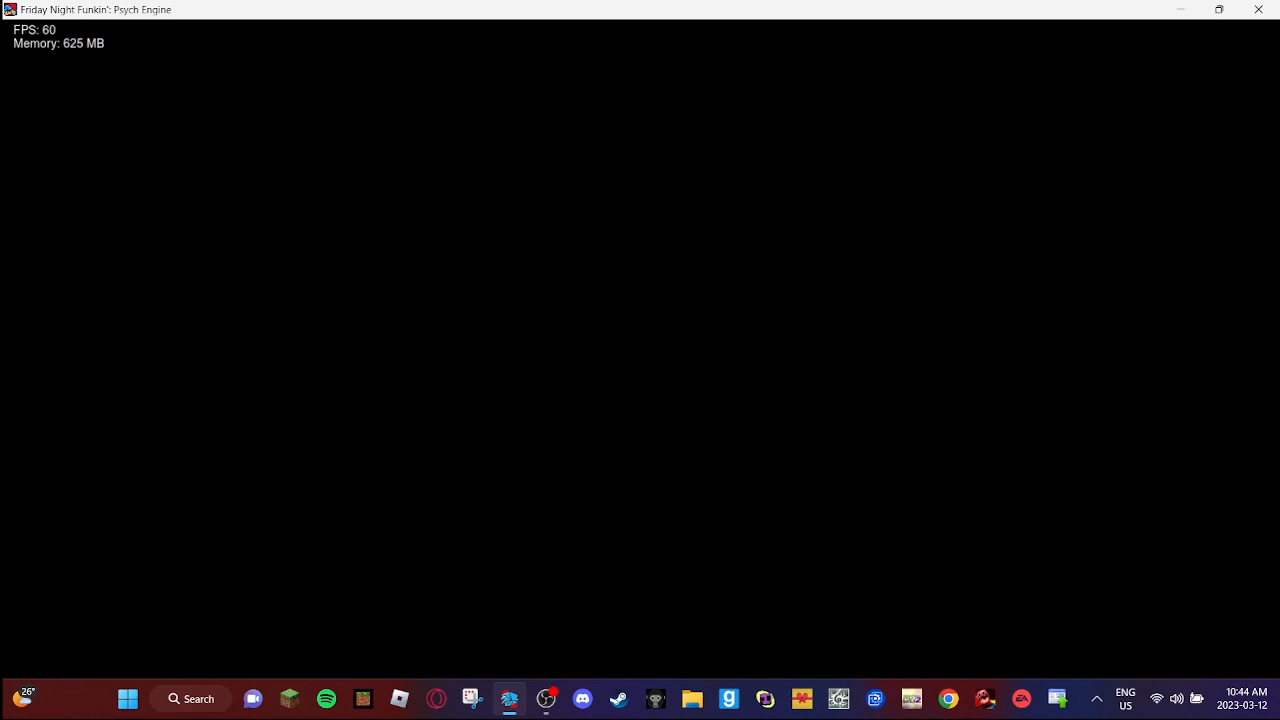 Friday Night Funkin': Psych Engine
FPS: 60
Memory: 625 MB
26°
Search
ENG
US
10:44 AM
2023-03-12